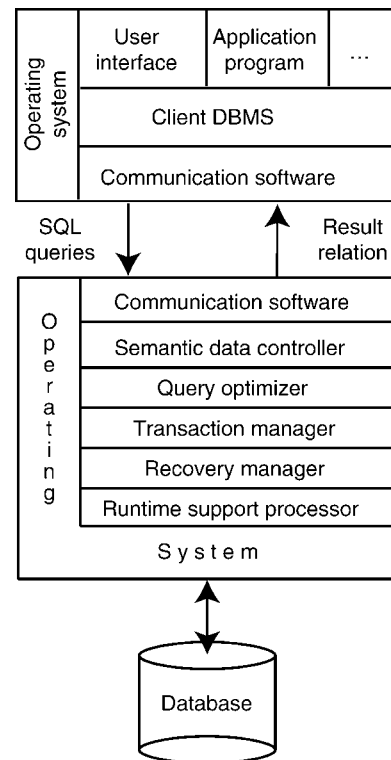 Operating
system
User
interface
Application
program
...
Client DBMS
Communication software
SQL
queries
Result
relation
Operating
Communication software
Semantic data controller
Query optimizer
Transaction manager
Recovery manager
Runtime support processor
System
Database